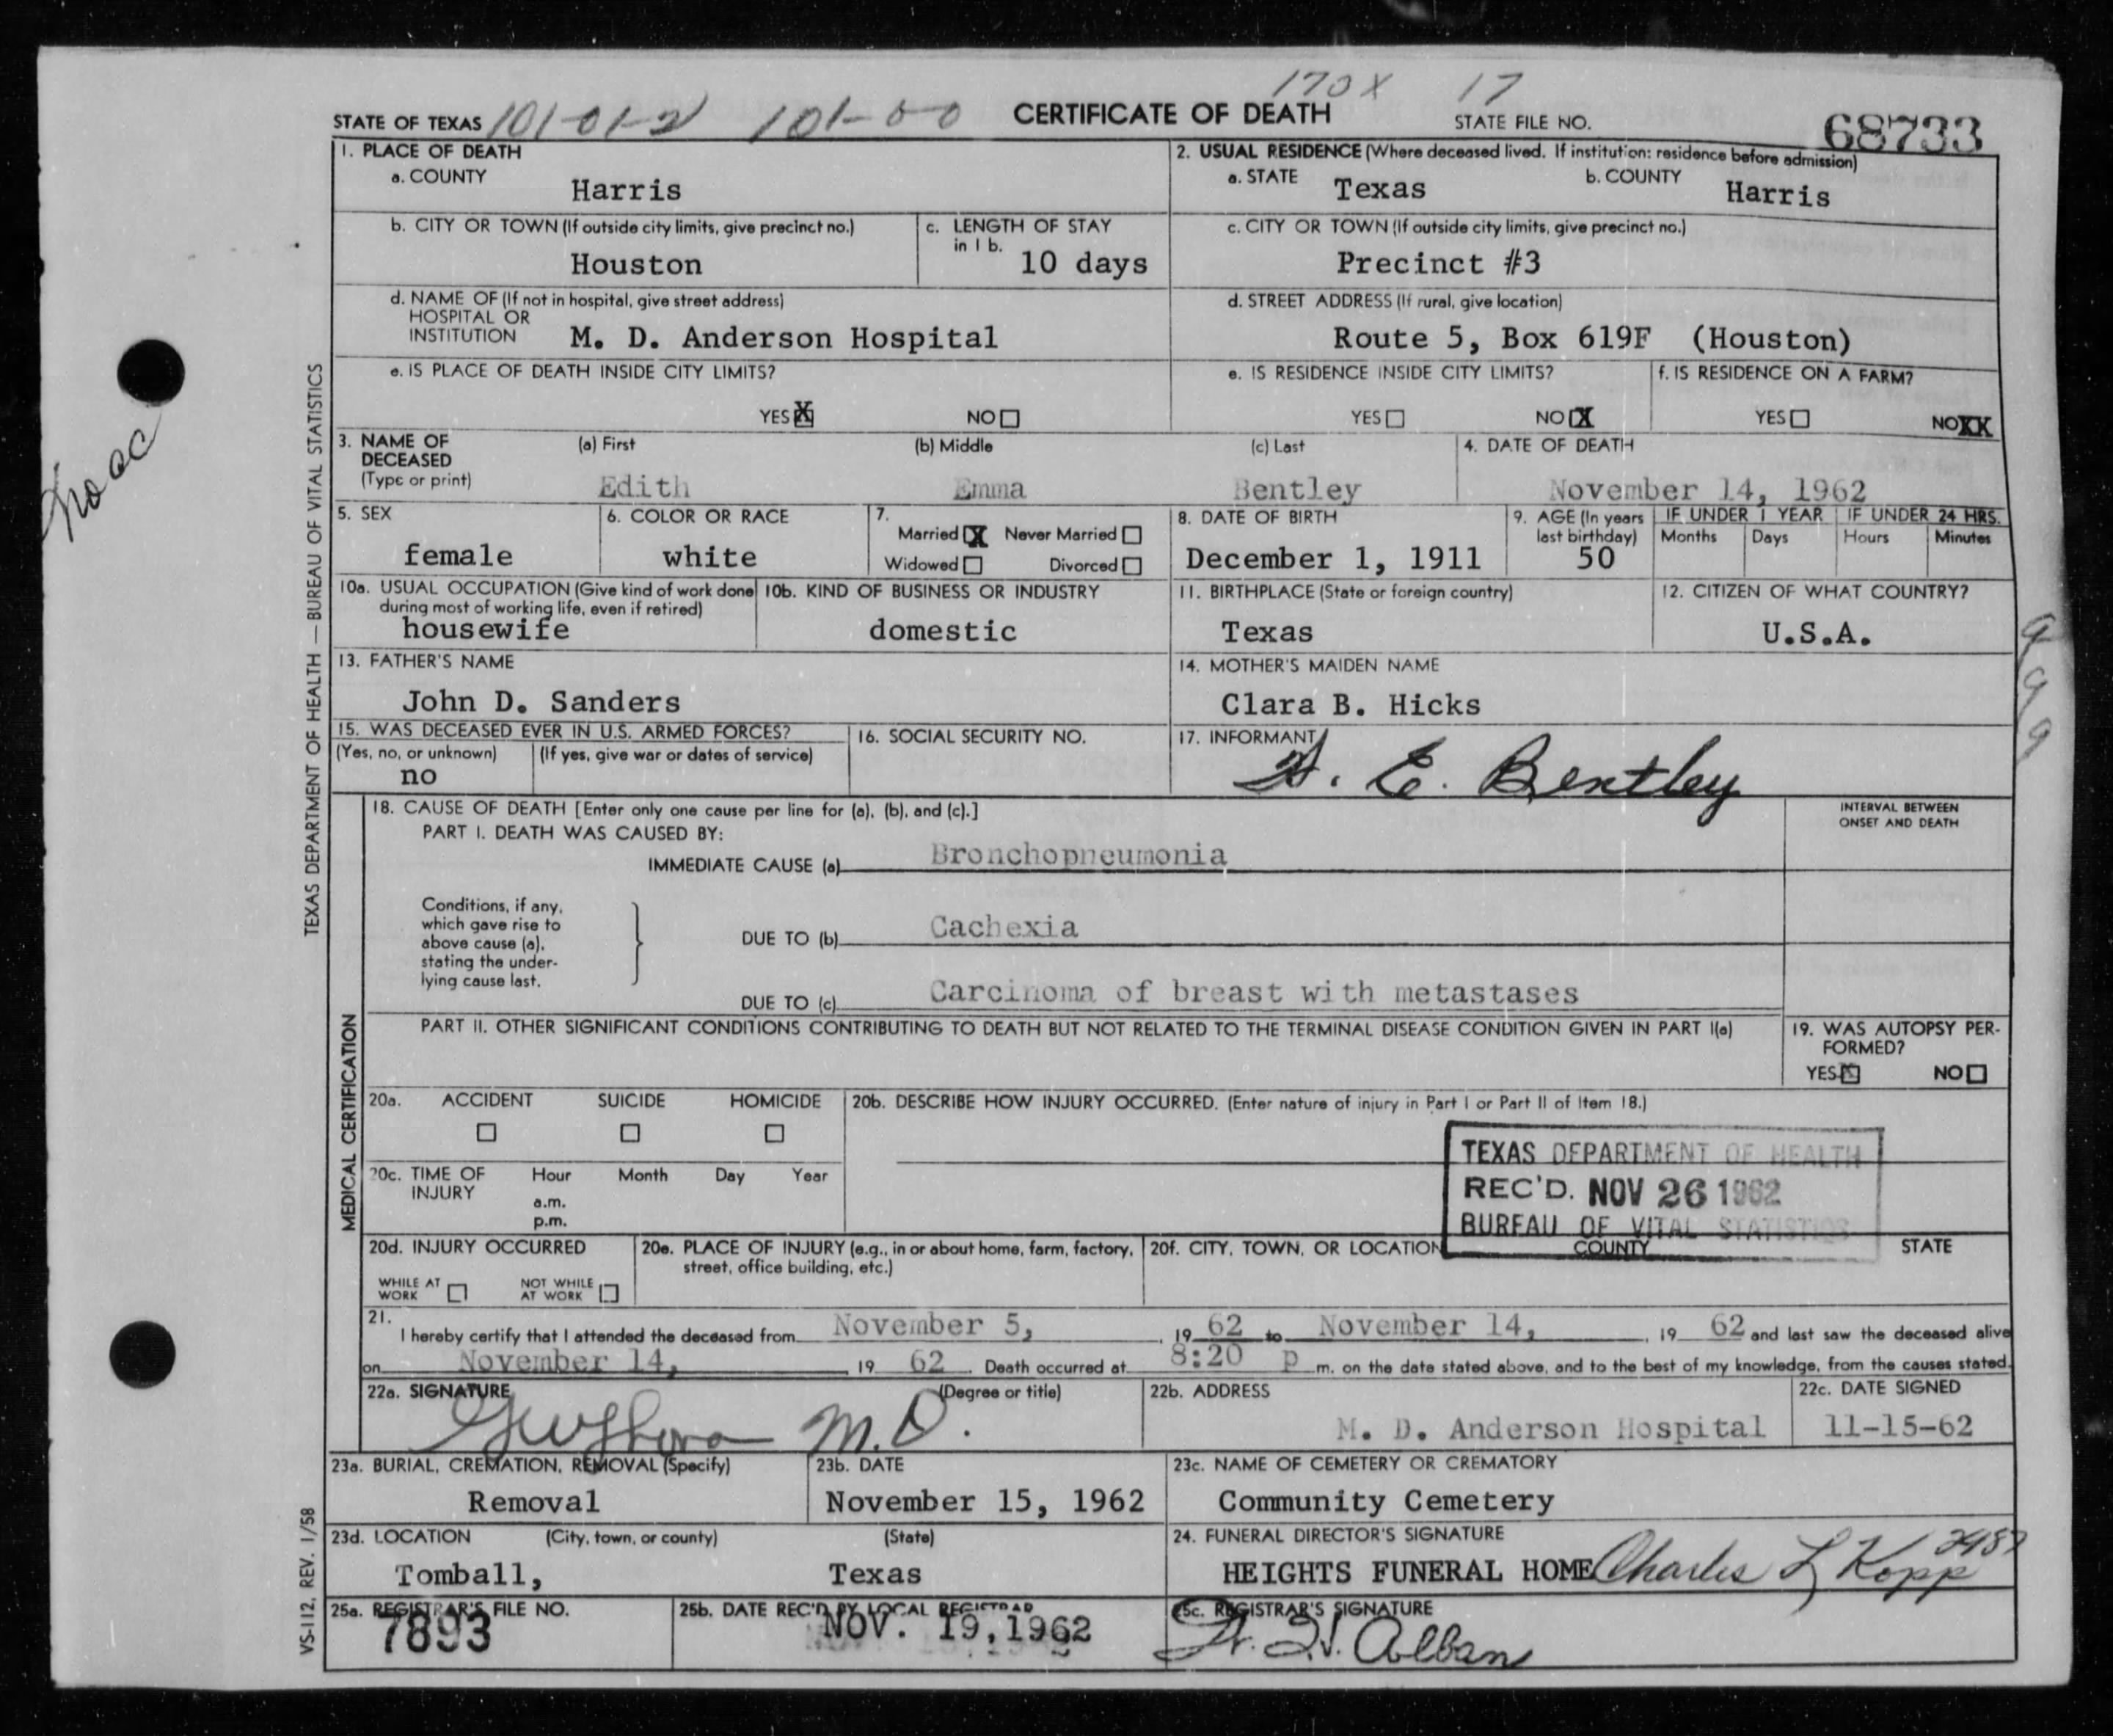 170X 17
STATE OF TEXAS 101-01-2 101-00 CERTIFICATE OF DEATH STATE FILE NO. 68733
1. PLACE OF DEATH
a. COUNTY Harris
2. USUAL RESIDENCE (Where deceased lived. If institution: residence before admission)
a. STATE Texas b. COUNTY Harris
b. CITY OR TOWN (If outside city limits, give precinct no.) Houston
c. LENGTH OF STAY in 1 b. 10 days
c. CITY OR TOWN (If outside city limits, give precinct no.) Precinct #3
d. NAME OF (If not in hospital, give street address)
HOSPITAL OR
INSTITUTION M. D. Anderson Hospital
d. STREET ADDRESS (If rural, give location)
Route 5, Box 619F (Houston)
e. IS PLACE OF DEATH INSIDE CITY LIMITS?
YES X NO
e. IS RESIDENCE INSIDE CITY LIMITS?
YES NO X
f. IS RESIDENCE ON A FARM?
YES NO XX
3. NAME OF DECEASED (Type or print)
(a) First Edith
(b) Middle Emma
(c) Last Bentley
4. DATE OF DEATH November 14, 1962
5. SEX female
6. COLOR OR RACE white
7. Married X Never Married
Widowed Divorced
8. DATE OF BIRTH December 1, 1911
9. AGE (In years last birthday) 50
IF UNDER 1 YEAR Months Days
IF UNDER 24 HRS. Hours Minutes
10a. USUAL OCCUPATION (Give kind of work done during most of working life, even if retired) housewife
10b. KIND OF BUSINESS OR INDUSTRY domestic
11. BIRTHPLACE (State or foreign country) Texas
12. CITIZEN OF WHAT COUNTRY? U.S.A.
13. FATHER'S NAME John D. Sanders
14. MOTHER'S MAIDEN NAME Clara B. Hicks
15. WAS DECEASED EVER IN U.S. ARMED FORCES?
(Yes, no, or unknown) no (If yes, give war or dates of service)
16. SOCIAL SECURITY NO.
17. INFORMANT E. Bentley
18. CAUSE OF DEATH [Enter only one cause per line for (a), (b), and (c).]
PART I. DEATH WAS CAUSED BY:
IMMEDIATE CAUSE (a) Bronchopneumonia
INTERVAL BETWEEN ONSET AND DEATH
Conditions, if any,
which gave rise to
above cause (a),
stating the under-
lying cause last.
DUE TO (b) Cachexia
DUE TO (c) Carcinoma of breast with metastases
PART II. OTHER SIGNIFICANT CONDITIONS CONTRIBUTING TO DEATH BUT NOT RELATED TO THE TERMINAL DISEASE CONDITION GIVEN IN PART I(a)
19. WAS AUTOPSY PER-
FORMED?
YES X NO
20a. ACCIDENT SUICIDE HOMICIDE
20b. DESCRIBE HOW INJURY OCCURRED. (Enter nature of injury in Part I or Part II of Item 18.)
20c. TIME OF INJURY Hour Month Day Year
a.m.
p.m.
TEXAS DEPARTMENT OF HEALTH
REC'D. NOV 26 1962
BUREAU OF VITAL STATISTICS
20d. INJURY OCCURRED
WHILE AT WORK NOT WHILE AT WORK
20e. PLACE OF INJURY (e.g., in or about home, farm, factory, street, office building, etc.)
20f. CITY, TOWN, OR LOCATION COUNTY STATE
21.
I hereby certify that I attended the deceased from November 5, , 19 62 to November 14, , 19 62 and last saw the deceased alive
on November 14, , 19 62 . Death occurred at 8:20 p m. on the date stated above, and to the best of my knowledge, from the causes stated.
22a. SIGNATURE (Degree or title) M.D.
22b. ADDRESS M. D. Anderson Hospital
22c. DATE SIGNED 11-15-62
23a. BURIAL, CREMATION, REMOVAL (Specify) Removal
23b. DATE November 15, 1962
23c. NAME OF CEMETERY OR CREMATORY Community Cemetery
23d. LOCATION (City, town, or county) (State)
Tomball, Texas
24. FUNERAL DIRECTOR'S SIGNATURE
HEIGHTS FUNERAL HOME Charles L Kopp 2487
25a. REGISTRAR'S FILE NO. 7893
25b. DATE REC'D BY LOCAL REGISTRAR NOV. 19, 1962
25c. REGISTRAR'S SIGNATURE Alban
TEXAS DEPARTMENT OF HEALTH — BUREAU OF VITAL STATISTICS
MEDICAL CERTIFICATION
VS-112, REV. 1/58